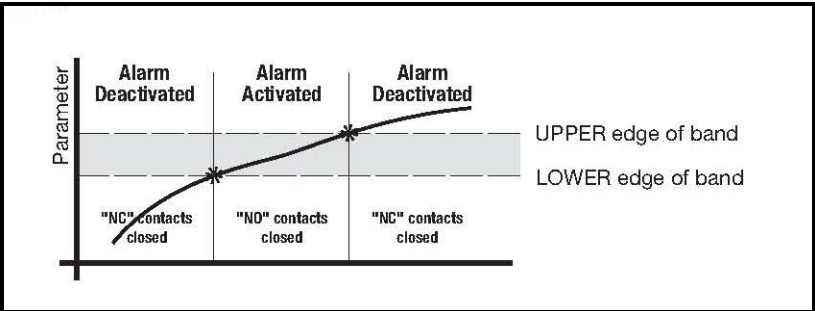 Parameter
Alarm
Deactivated
Alarm
Activated
Alarm
Deactivated
UPPER edge of band
LOWER edge of band
"NC" contacts
closed
"NO" contacts
closed
"NC" contacts
closed